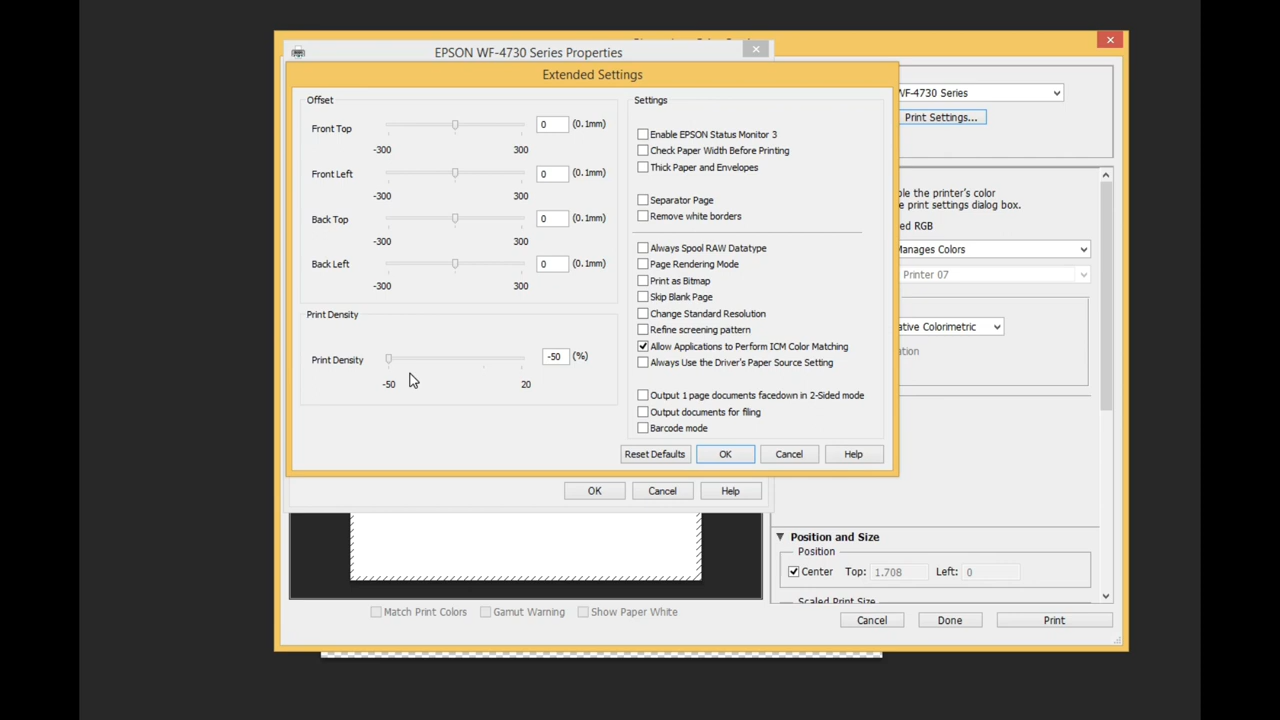 EPSON WF-4730 Series Properties
Extended Settings
Offset
Front Top
0
(0.1mm)
-300
300
Front Left
0
(0.1mm)
-300
300
Back Top
0
(0.1mm)
-300
300
Back Left
0
(0.1mm)
-300
300
Print Density
Print Density
-50
(%)
-50
20
Settings
Enable EPSON Status Monitor 3
Check Paper Width Before Printing
Thick Paper and Envelopes
Separator Page
Remove white borders
Always Spool RAW Datatype
Page Rendering Mode
Print as Bitmap
Skip Blank Page
Change Standard Resolution
Refine screening pattern
Allow Applications to Perform ICM Color Matching
Always Use the Driver's Paper Source Setting
Output 1 page documents facedown in 2-Sided mode
Output documents for filing
Barcode mode
Reset Defaults
OK
Cancel
Help
OK
Cancel
Help
WF-4730 Series
Print Settings...
ble the printer's color
e print settings dialog box.
ed RGB
Manages Colors
Printer 07
ative Colorimetric
ation
Position and Size
Position
Center Top: 1.708 Left: 0
Scaled Print Size
Match Print Colors
Gamut Warning
Show Paper White
Cancel
Done
Print